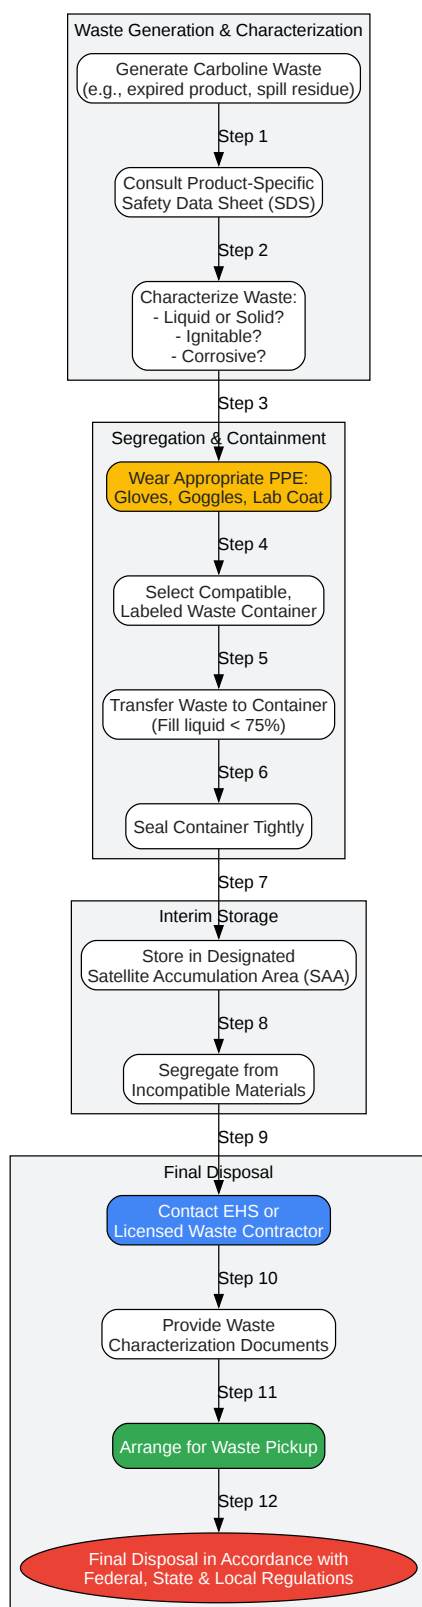 Waste Generation & Characterization
Generate Carboline Waste
(e.g., expired product, spill residue)
Step 1
Consult Product-Specific
Safety Data Sheet (SDS)
Step 2
Characterize Waste:
- Liquid or Solid?
- Ignitable?
- Corrosive?
Step 3
Segregation & Containment
Wear Appropriate PPE:
Gloves, Goggles, Lab Coat
Step 4
Select Compatible,
Labeled Waste Container
Step 5
Transfer Waste to Container
(Fill liquid < 75%)
Step 6
Seal Container Tightly
Step 7
Interim Storage
Store in Designated
Satellite Accumulation Area (SAA)
Step 8
Segregate from
Incompatible Materials
Step 9
Final Disposal
Contact EHS or
Licensed Waste Contractor
Step 10
Provide Waste
Characterization Documents
Step 11
Arrange for Waste Pickup
Step 12
Final Disposal in Accordance with
Federal, State & Local Regulations